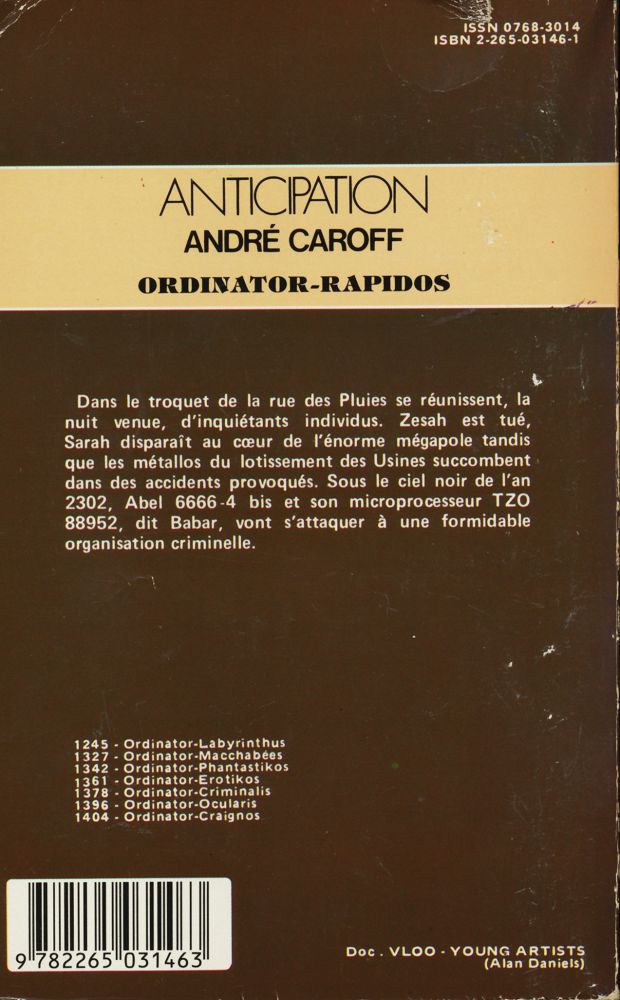 ISSN 0768-3014
ISBN 2-265-03146-1
ANTICIPATION
ANDRÉ CAROFF
ORDINATOR-RAPIDOS
Dans le troquet de la rue des Pluies se réunissent, la
nuit venue, d'inquiétants individus. Zesah est tué,
Sarah disparaît au cœur de l'énorme mégapole tandis
que les métallos du lotissement des Usines succombent
dans des accidents provoqués. Sous le ciel noir de l'an
2302, Abel 6666-4 bis et son microprocesseur TZO
88952, dit Babar, vont s'attaquer à une formidable
organisation criminelle.
1245 - Ordinator-Labyrinthus
1327 - Ordinator-Macchabées
1342 - Ordinator-Phantastikos
1361 - Ordinator-Erotikos
1378 - Ordinator-Criminalis
1396 - Ordinator-Ocularis
1404 - Ordinator-Craignos
9 782265 031463
Doc. VLOO - YOUNG ARTISTS
(Alan Daniels)